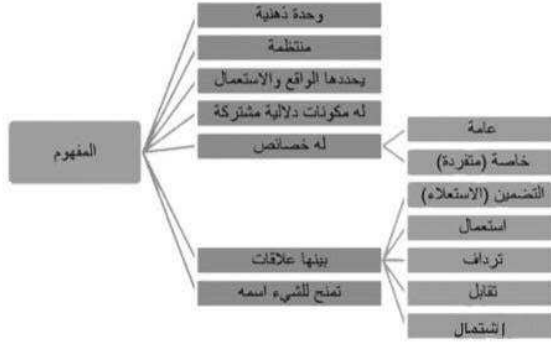 المفهوم
وحدة ذهنية
منتظمة
يحددها الواقع والاستعمال
له مكونات دلالية مشتركة
له خصائص
عامة
خاصة (متفردة)
بينها علاقات
التضمين (الاستعلاء)
استعمال
ترداف
تقابل
إشتمال
تمنح للشيء اسمه